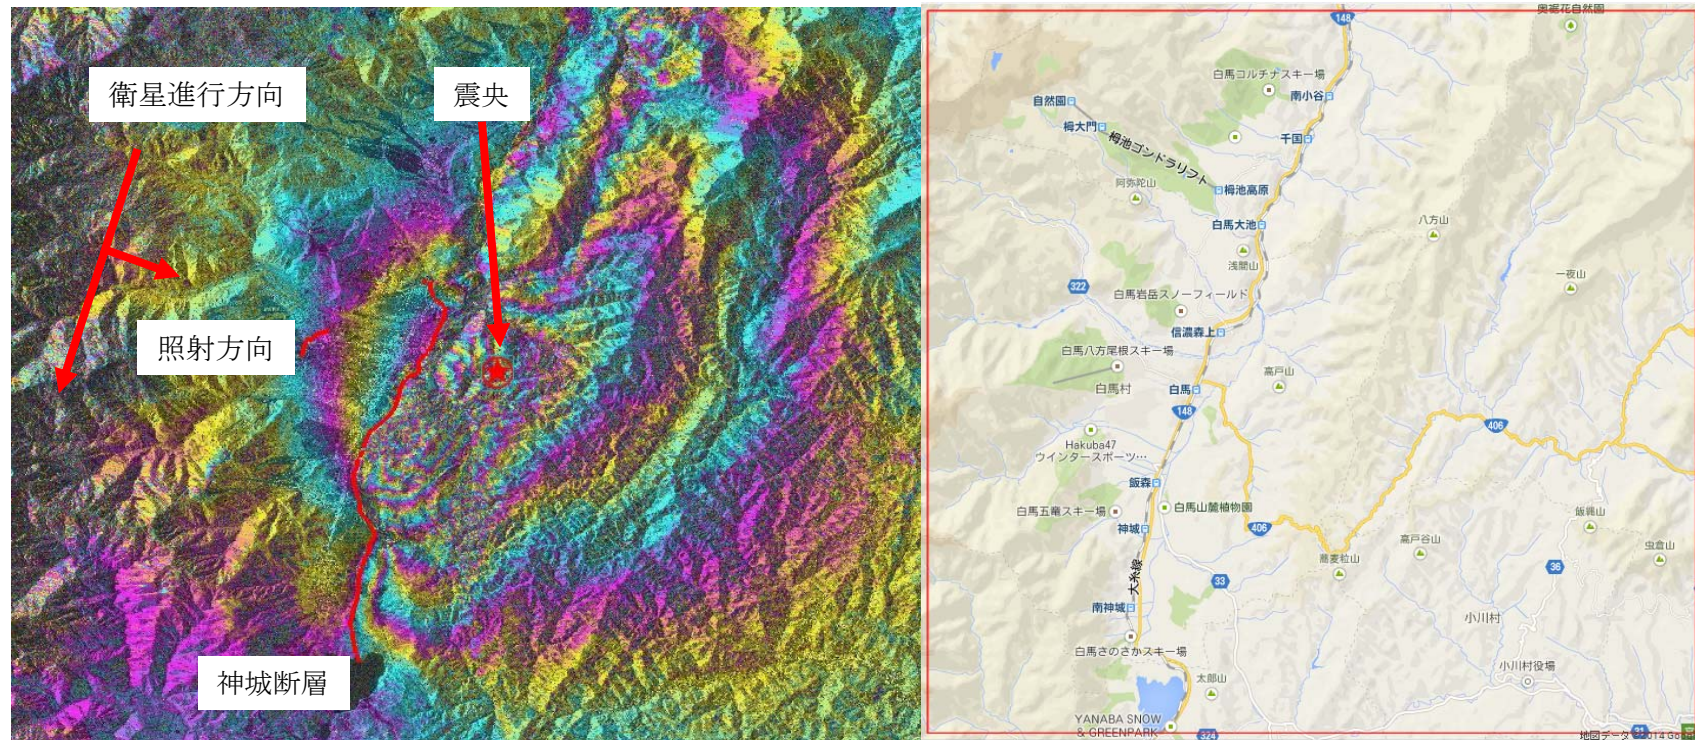 衛星進行方向
震央
照射方向
神城断層
148
奥裾花自然園
白馬コルチナスキー場
自然園
南小谷
栂大門
千国
栂池ゴンドラリフト
阿弥陀山
栂池高原
白馬大池
八方山
浅間山
一夜山
322
白馬岩岳スノーフィールド
信濃森上
白馬八方尾根スキー場
高戸山
白馬村
白馬
148
406
Hakuba47
ウインタースポーツ…
飯森
白馬五竜スキー場
白馬山麓植物園
神城
406
飯縄山
高戸谷山
虫倉山
蕎麦粒山
大糸線
33
36
南神城
小川村
白馬さのさかスキー場
小川村役場
太郎山
YANABA SNOW
& GREENPARK
324
31
地図データ ©2014 Goo